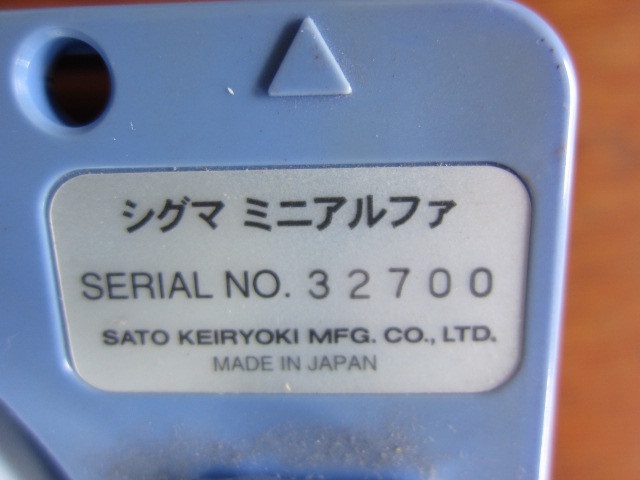 シグマ ミニアルファ
SERIAL NO. 32700
SATO KEIRYOKI MFG. CO., LTD.
MADE IN JAPAN